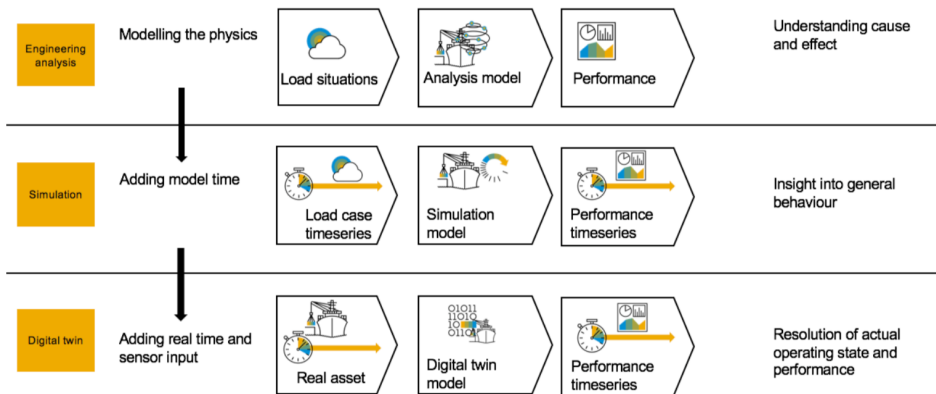 Engineering
analysis
Modelling the physics
Load situations
Analysis model
Performance
Understanding cause
and effect
Simulation
Adding model time
Load case
timeseries
Simulation
model
Performance
timeseries
Insight into general
behaviour
Digital twin
Adding real time and
sensor input
Real asset
01011
11010
10
0110
Digital twin
model
Performance
timeseries
Resolution of actual
operating state and
performance